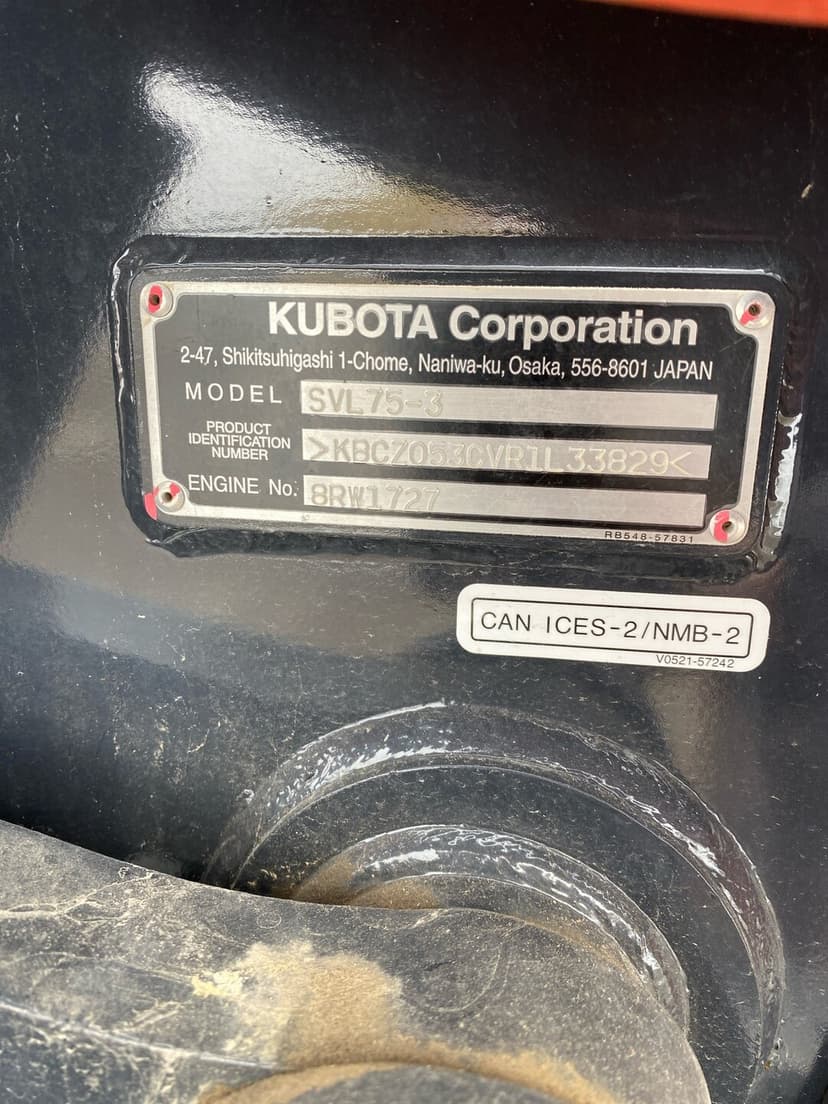 KUBOTA Corporation
2-47, Shikitsuhigashi 1-Chome, Naniwa-ku, Osaka, 556-8601 JAPAN
MODEL SVL75-3
PRODUCT
IDENTIFICATION
NUMBER >KBCZ053CVR1L33829<
ENGINE No. 8RW1727
RB548-57831
CAN ICES-2/NMB-2
V0521-57242